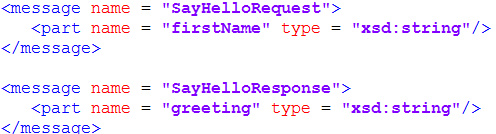 <message name = "SayHelloRequest">
<part name = "firstName" type = "xsd:string"/>
</message>
<message name = "SayHelloResponse">
<part name = "greeting" type = "xsd:string"/>
</message>